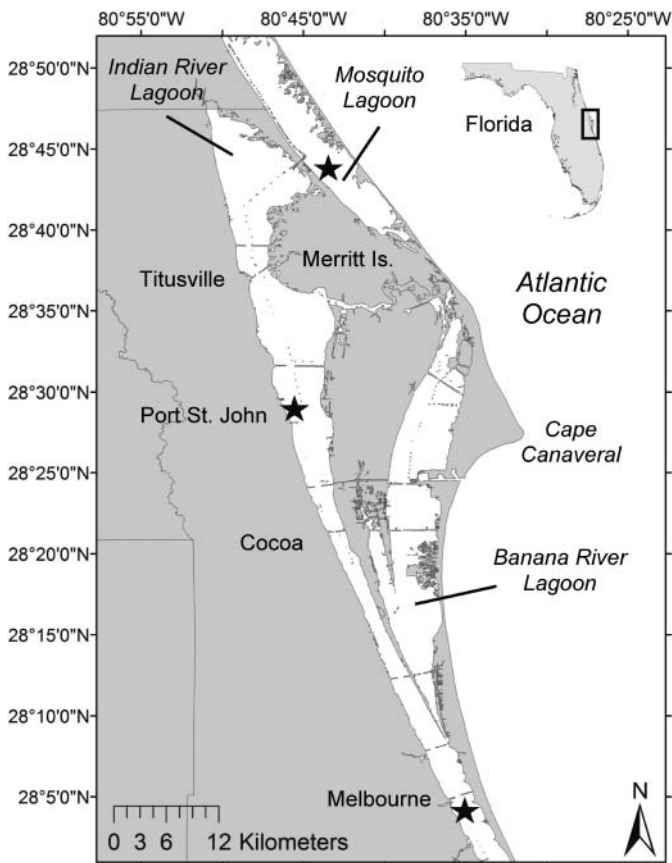 80°55'0"W 80°45'0"W 80°35'0"W 80°25'0"W
28°50'0"N
28°45'0"N
28°40'0"N
28°35'0"N
28°30'0"N
28°25'0"N
28°20'0"N
28°15'0"N
28°10'0"N
28°5'0"N
Indian River
Lagoon
Mosquito
Lagoon
Florida
Titusville
Merritt Is.
Atlantic
Ocean
Port St. John
Cape
Canaveral
Cocoa
Banana River
Lagoon
Melbourne
N
0 3 6 12 Kilometers